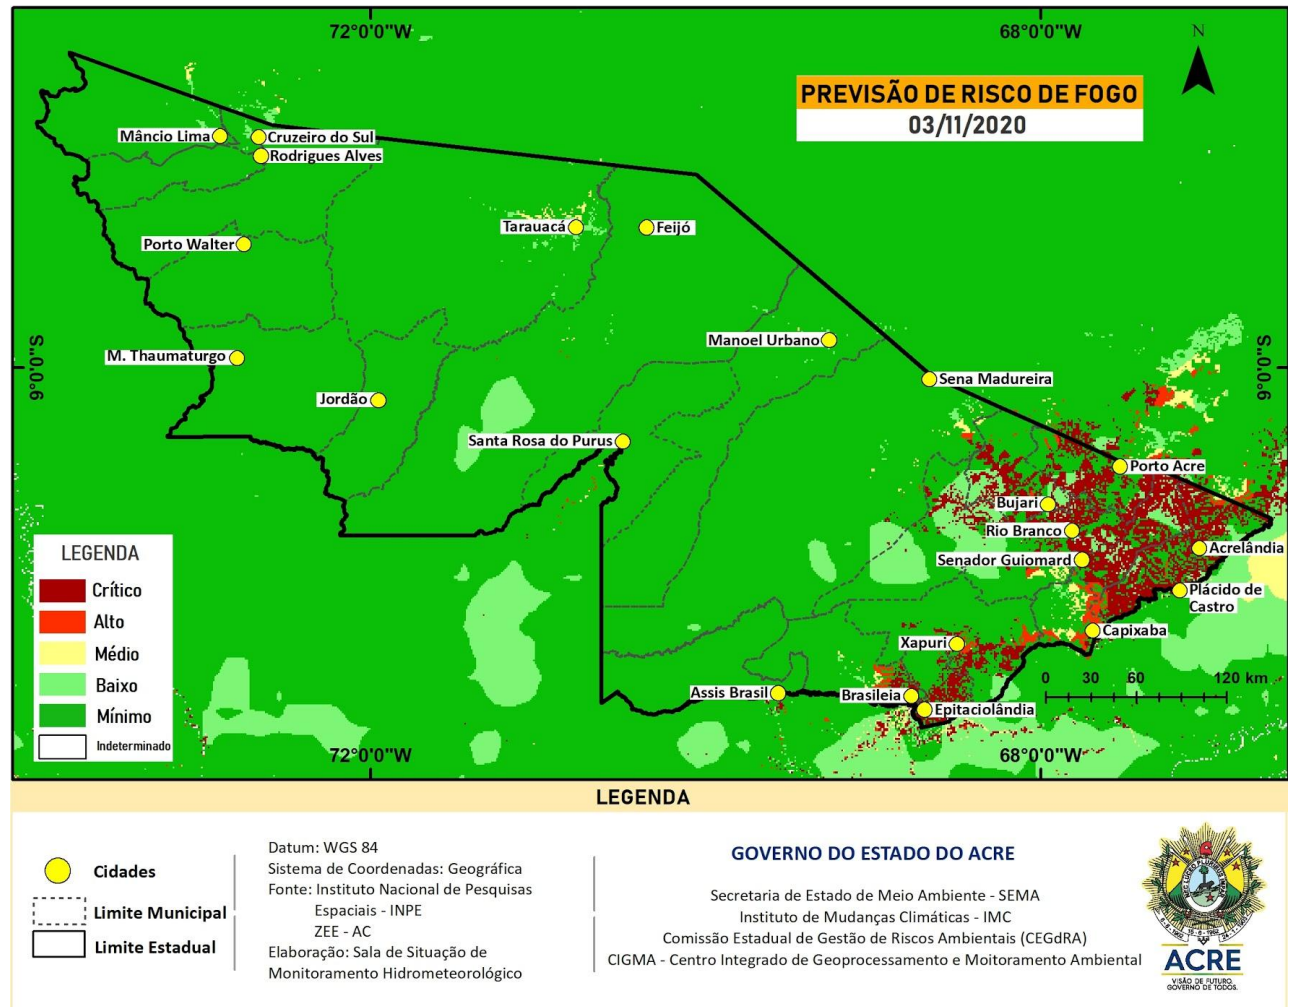 72°0'0"W
68°0'0"W
N
PREVISÃO DE RISCO DE FOGO
03/11/2020
Mâncio Lima
Cruzeiro do Sul
Rodrigues Alves
Tarauacá
Feijó
Porto Walter
Manoel Urbano
9°0'0"S
9°0'0"S
M. Thaumaturgo
Sena Madureira
Jordão
Santa Rosa do Purus
Porto Acre
Bujari
Rio Branco
Acrelândia
Senador Guiomard
Plácido de
Castro
Capixaba
Xapuri
Assis Brasil
Brasileia
Epitaciolândia
0 30 60 120 km
LEGENDA
Crítico
Alto
Médio
Baixo
Mínimo
Indeterminado
72°0'0"W
68°0'0"W
LEGENDA
Cidades
Limite Municipal
Limite Estadual
Datum: WGS 84
Sistema de Coordenadas: Geográfica
Fonte: Instituto Nacional de Pesquisas
Espaciais - INPE
ZEE - AC
Elaboração: Sala de Situação de
Monitoramento Hidrometeorológico
GOVERNO DO ESTADO DO ACRE
Secretaria de Estado de Meio Ambiente - SEMA
Instituto de Mudanças Climáticas - IMC
Comissão Estadual de Gestão de Riscos Ambientais (CEGdRA)
CIGMA - Centro Integrado de Geoprocessamento e Moitoramento Ambiental
ACRE
VISÃO DE FUTURO.
GOVERNO DE TODOS.